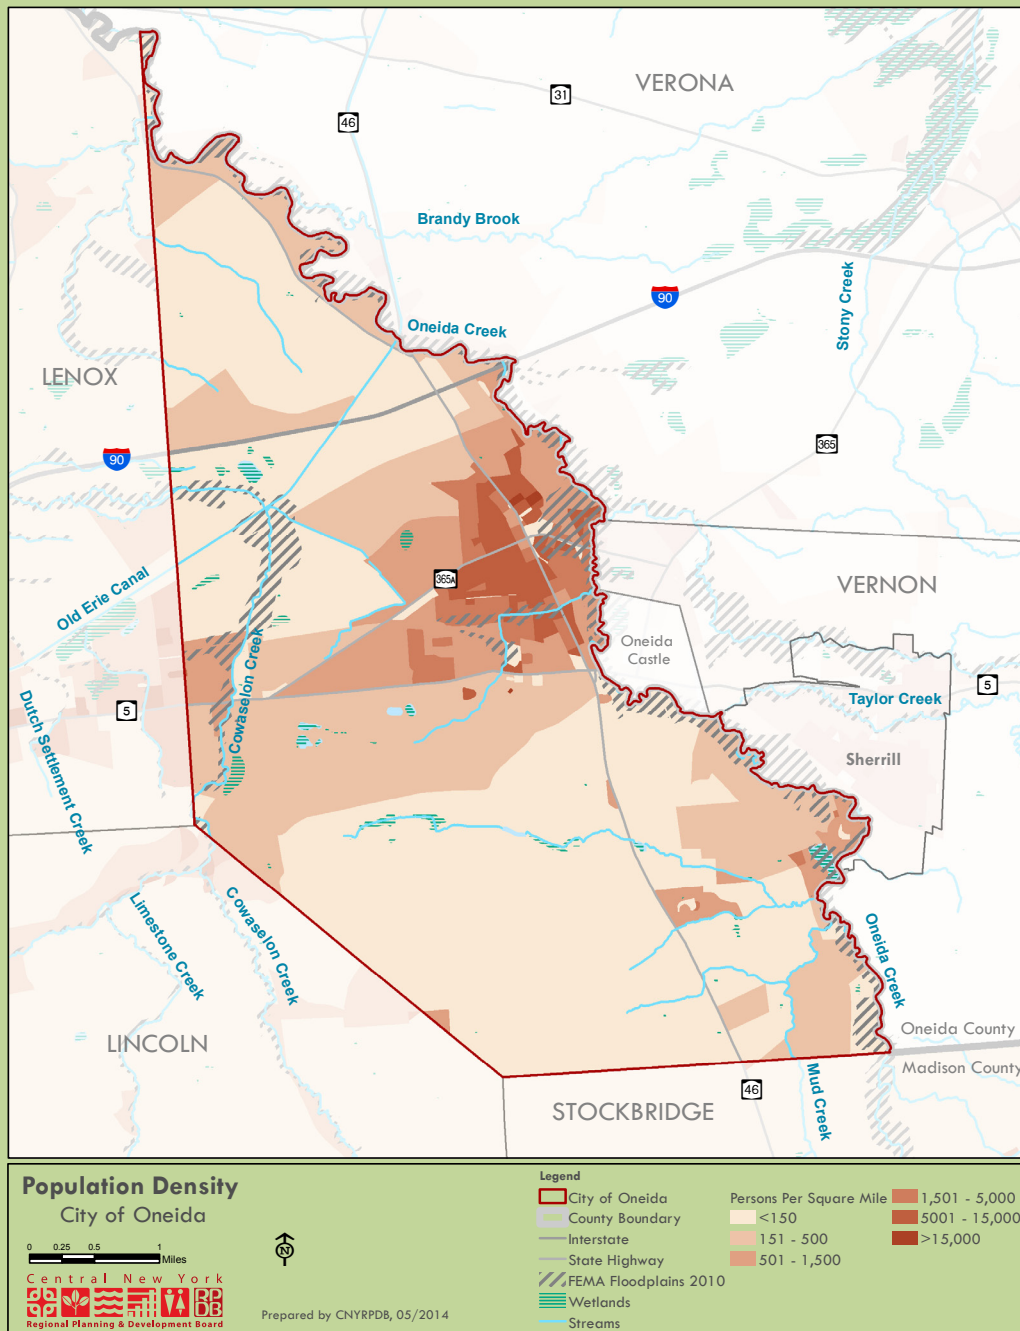 VERONA
31
46
Brandy Brook
Stony Creek
90
Oneida Creek
LENOX
365
90
VERNON
365A
Old Erie Canal
Oneida
Castle
Cowaselon Creek
5
Taylor Creek
5
Dutch Settlement Creek
Sherrill
Limestone Creek
Cowaselon Creek
Oneida Creek
LINCOLN
Oneida County
Madison County
46
Mud Creek
STOCKBRIDGE
Population Density
City of Oneida
0 0.25 0.5 1
Miles
N
Central New York
RP
DB
Regional Planning & Development Board
Prepared by CNYRPDB, 05/2014
Legend
City of Oneida
County Boundary
Interstate
State Highway
FEMA Floodplains 2010
Wetlands
Streams
Persons Per Square Mile
<150
151 - 500
501 - 1,500
1,501 - 5,000
5001 - 15,000
>15,000